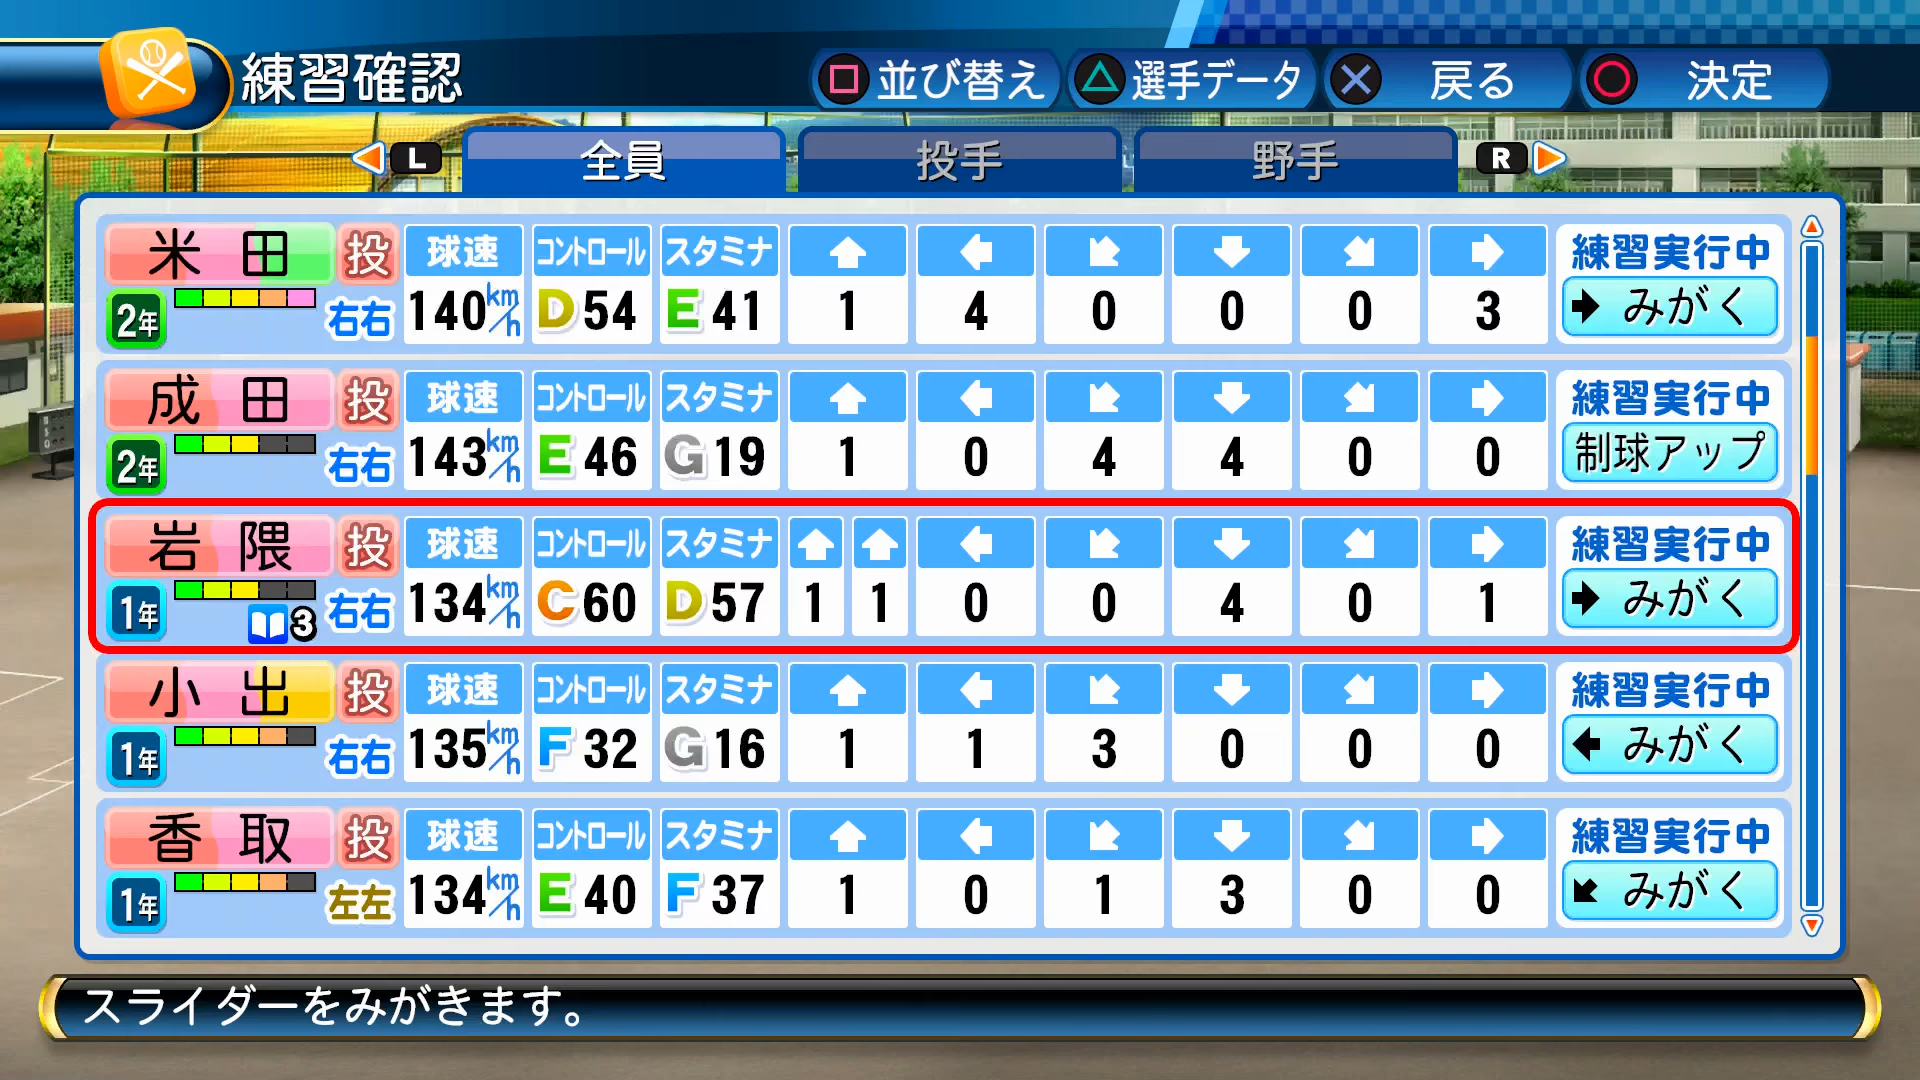 練習確認
並び替え 選手データ 戻る 決定
L 全員 投手 野手 R
米田 投 球速 コントロール スタミナ 練習実行中
2年 右右 140km/h D54 E41 1 4 0 0 0 3 みがく
成田 投 球速 コントロール スタミナ 練習実行中
2年 右右 143km/h E46 G19 1 0 4 4 0 0 制球アップ
岩隈 投 球速 コントロール スタミナ 練習実行中
1年 3 右右 134km/h C60 D57 1 1 0 0 4 0 1 みがく
小出 投 球速 コントロール スタミナ 練習実行中
1年 右右 135km/h F32 G16 1 1 3 0 0 0 みがく
香取 投 球速 コントロール スタミナ 練習実行中
1年 左左 134km/h E40 F37 1 0 1 3 0 0 みがく
スライダーをみがきます。